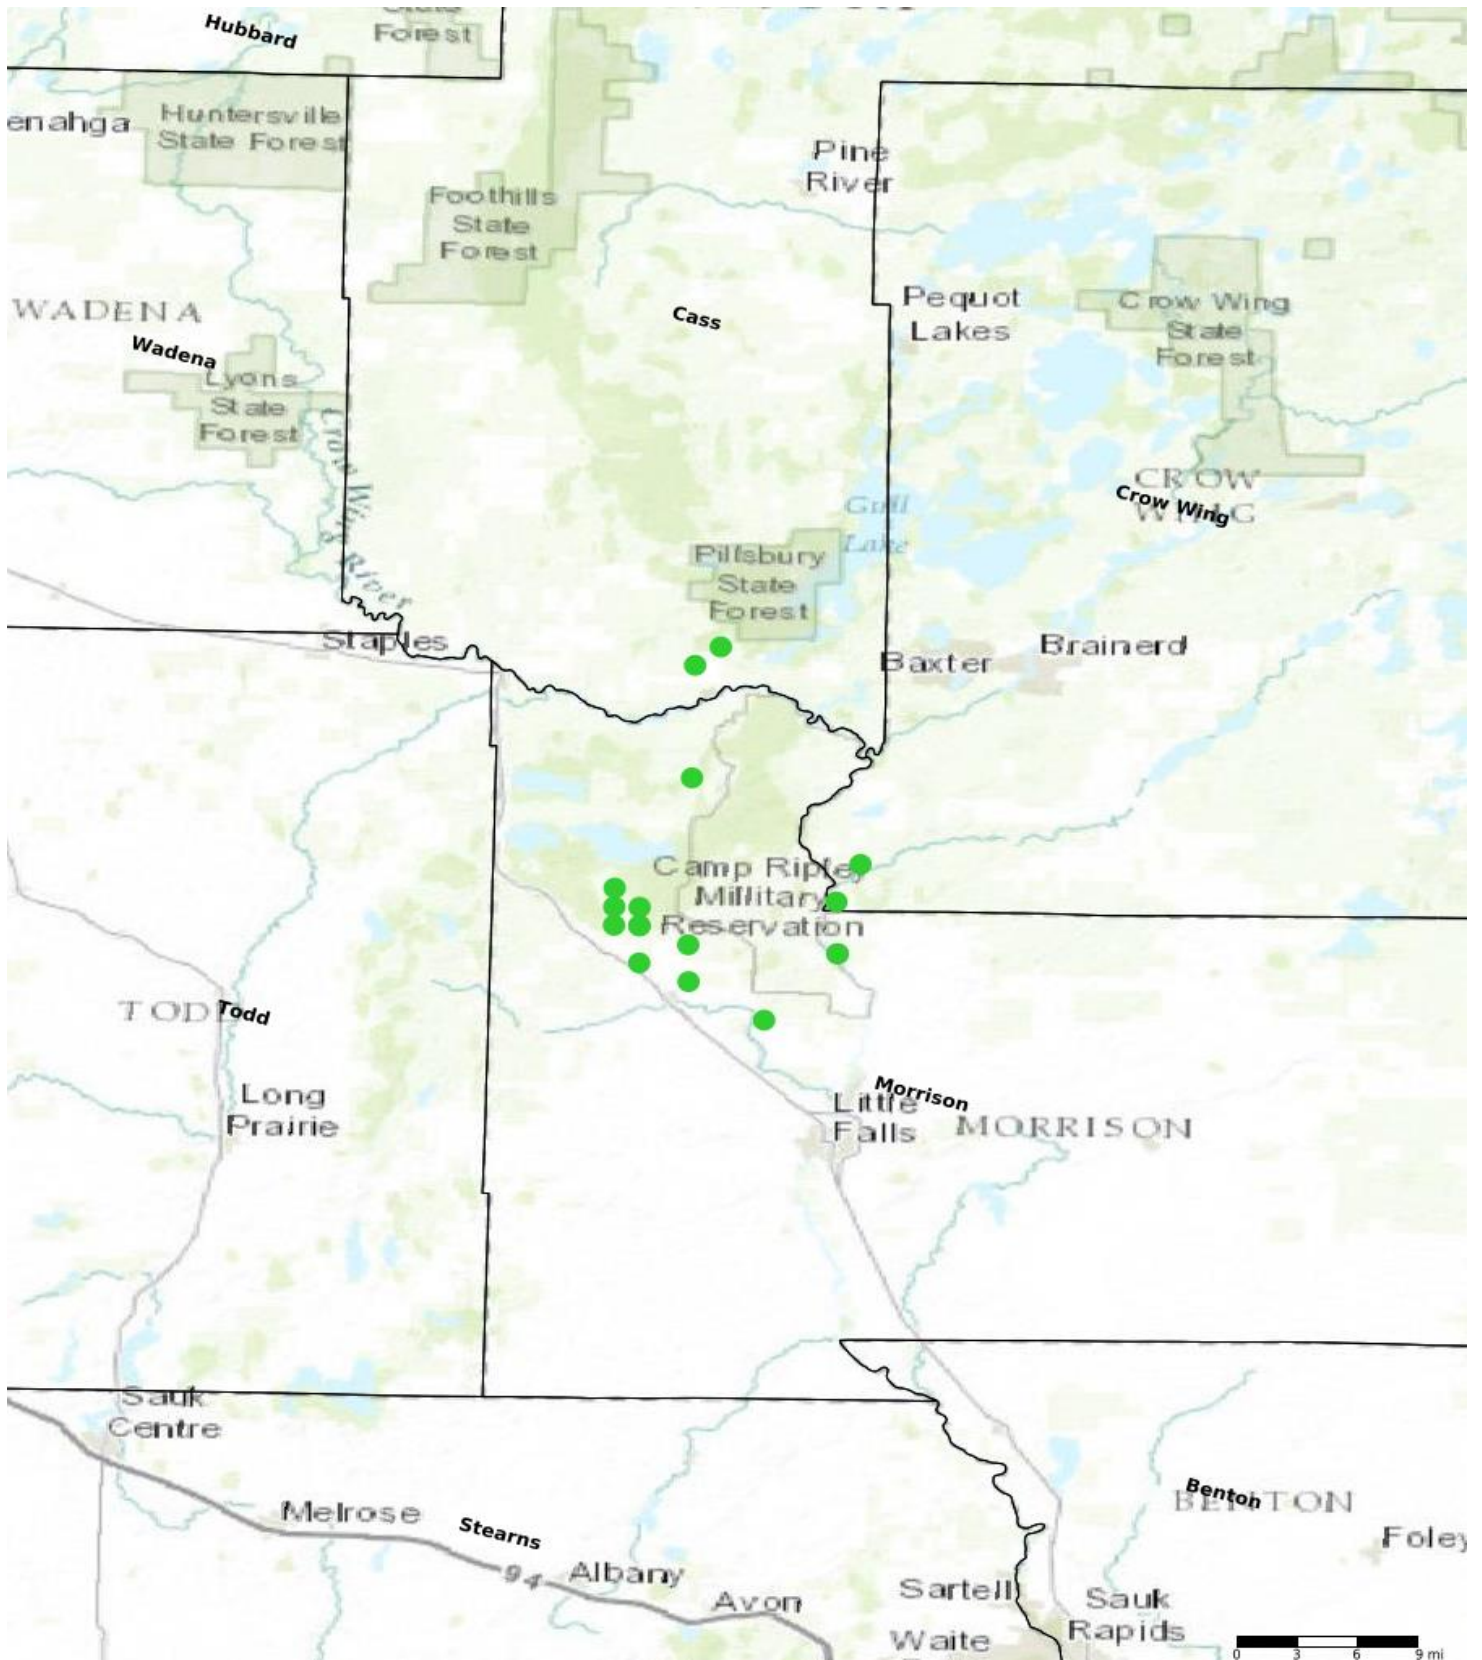 Hubbard
State
Forest
enahga
Huntersville
State Forest
Pine
River
Foothills
State
Forest
WADENA
Wadena
Cass
Pequot
Lakes
Crow Wing
State
Forest
Lyons
State
Forest
Crow Wing River
CROW
WING
Crow Wing
Gull
Lake
Pillsbury
State
Forest
Staples
Baxter
Brainerd
Camp Ripley
Military
Reservation
TODD
Todd
Long
Prairie
Morrison
Little
Falls
MORRISON
Sauk
Centre
Melrose
Stearns
94
Albany
Avon
Benton
BENTON
Foley
Sartell
Sauk
Rapids
Waite
0 3 6 9 mi